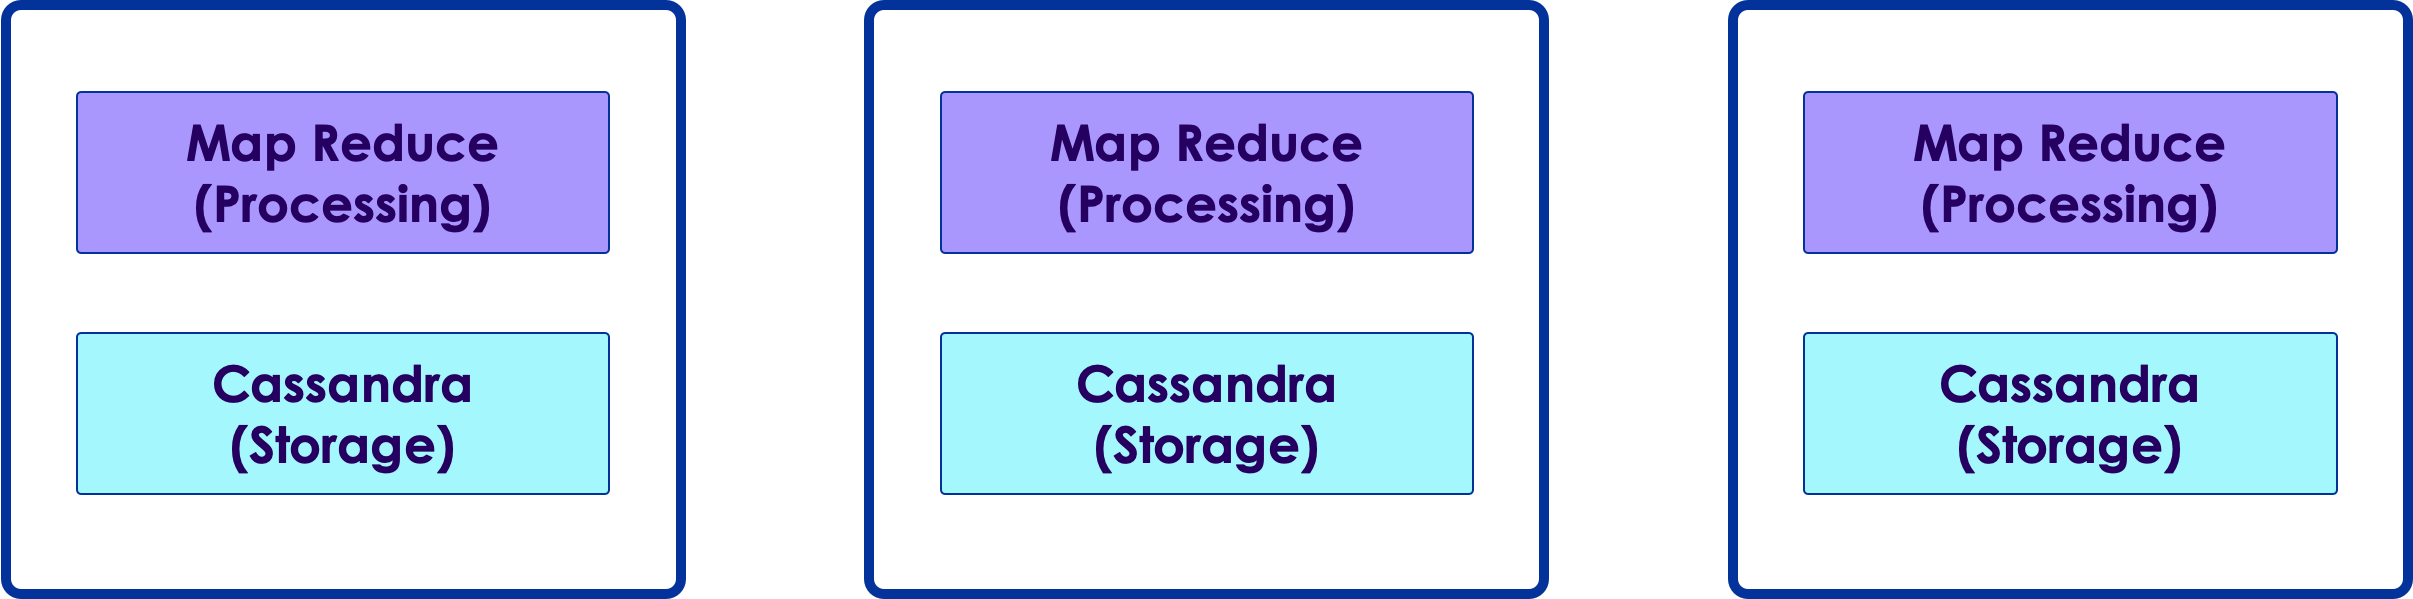 Map Reduce
(Processing)
Cassandra
(Storage)
Map Reduce
(Processing)
Cassandra
(Storage)
Map Reduce
(Processing)
Cassandra
(Storage)